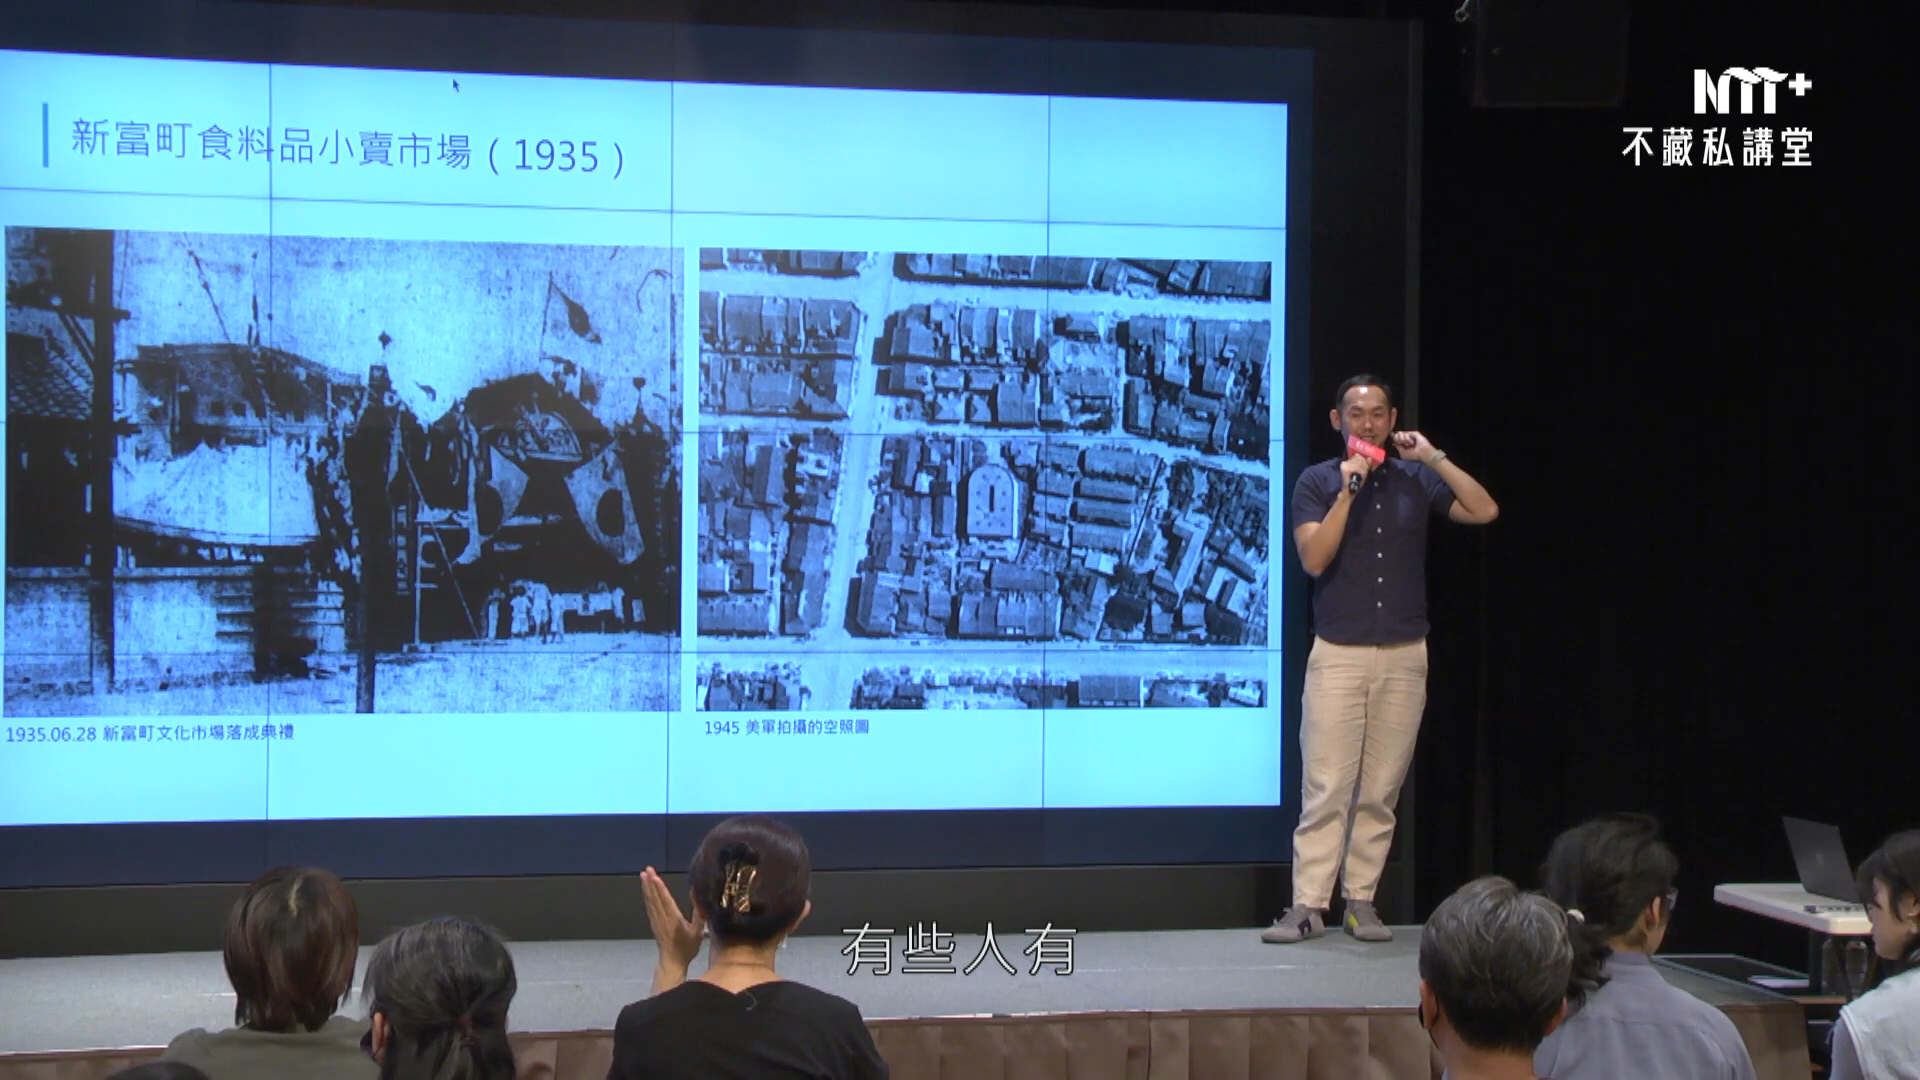 NTT+
不藏私講堂
新富町食料品小賣市場（1935）
1935.06.28 新富町文化市場落成典禮
1945 美軍拍攝的空照圖
有些人有